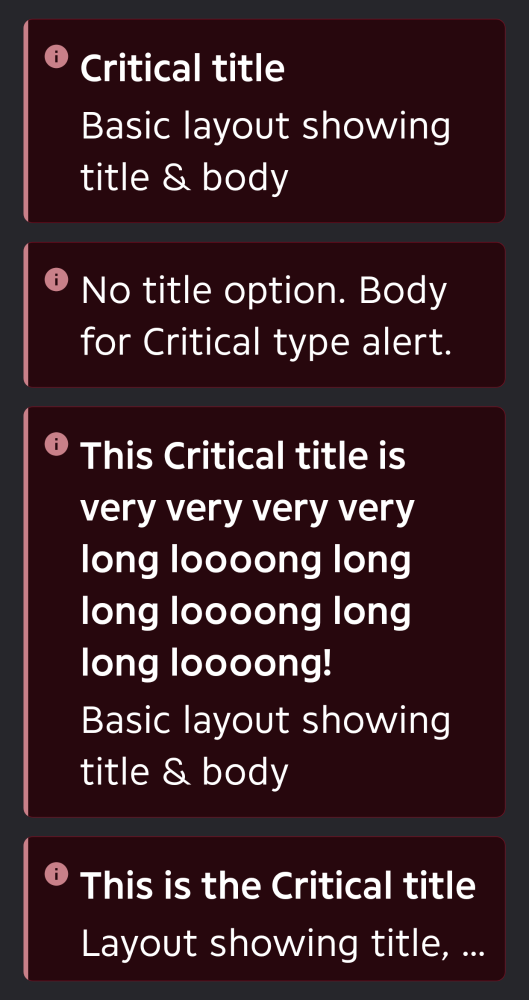 Critical title
Basic layout showing
title & body
No title option. Body
for Critical type alert.
This Critical title is
very very very very
long loooong long
long loooong long
long loooong!
Basic layout showing
title & body
This is the Critical title
Layout showing title, ...